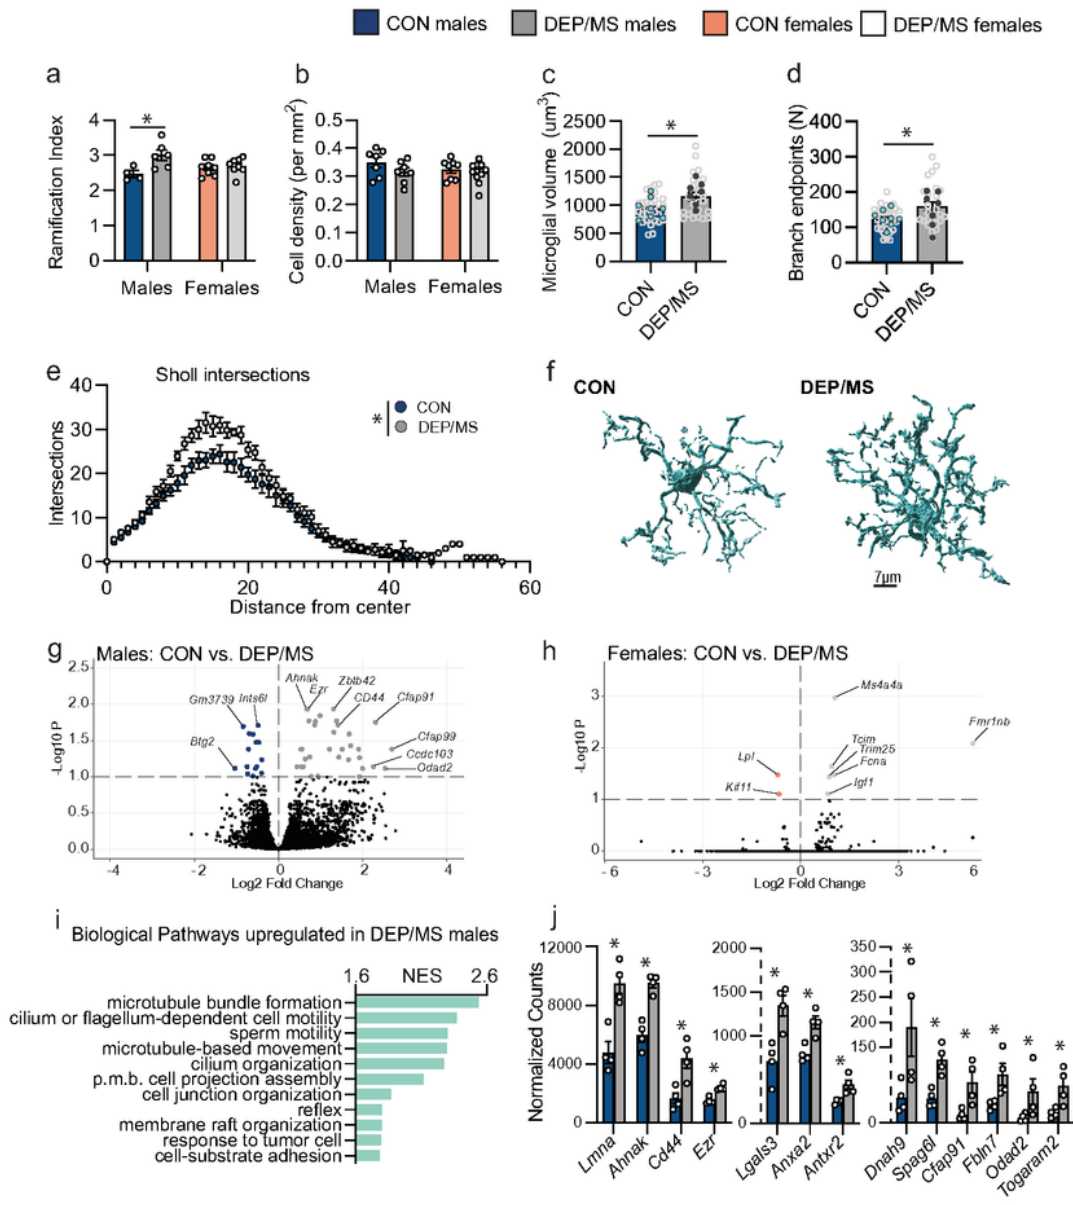 CON males DEP/MS males CON females DEP/MS females
a
Ramification Index
4
3
2
1
0
*
Males Females
b
Cell density (per mm²)
0.5
0.4
0.3
0.2
0.1
0.0
Males Females
c
Microglial volume (um³)
2500
2000
1500
1000
500
0
*
CON
DEP/MS
d
Branch endpoints (N)
400
300
200
100
0
*
CON
DEP/MS
e
Sholl intersections
Intersections
40
30
20
10
0
* CON
DEP/MS
0 20 40 60
Distance from center
f
CON DEP/MS
7µm
g
Males: CON vs. DEP/MS
-Log10 P
2.5
2.0
1.5
1.0
0.5
0.0
Ahnak
Ezr
Zbtb42
CD44
Cfap91
Gm3739
Ints6l
Btg2
Cfap99
Ccdc103
Odad2
-4 -2 0 2 4
Log2 Fold Change
h
Females: CON vs. DEP/MS
-Log10 P
3
2
1
0
Ms4a4a
Fmr1nb
Tcim
Trim25
Fcna
Lpl
Kif11
Igf1
-6 -3 0 3 6
Log2 Fold Change
i
Biological Pathways upregulated in DEP/MS males
1.6 NES 2.6
microtubule bundle formation
cilium or flagellum-dependent cell motility
sperm motility
microtubule-based movement
cilium organization
p.m.b. cell projection assembly
cell junction organization
reflex
membrane raft organization
response to tumor cell
cell-substrate adhesion
j
Normalized Counts
12000
8000
4000
0
* * * *
Lmna
Ahnak
Cd44
Ezr
2000
1500
1000
0
* * *
Lgals3
Anxa2
Antxr2
350
300
250
200
150
0
* * * * * *
Dnah9
Spag6l
Cfap91
Fbln7
Odad2
Togaram2